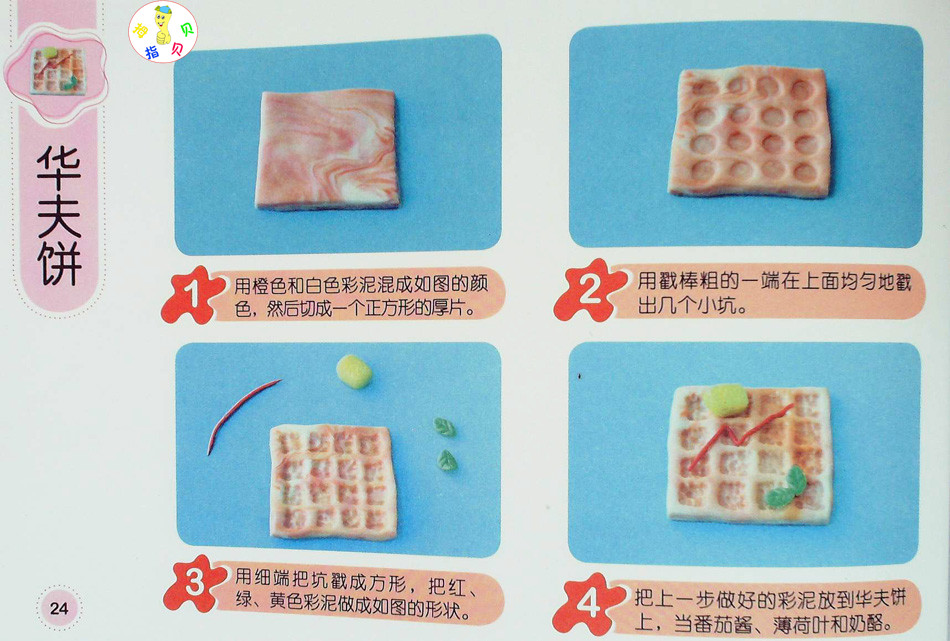 拇
贝
指
贝
华夫饼
1
用橙色和白色彩泥混成如图的颜
色，然后切成一个正方形的厚片。
2
用戳棒粗的一端在上面均匀地戳
出几个小坑。
3
用细端把坑戳成方形，把红、
绿、黄色彩泥做成如图的形状。
4
把上一步做好的彩泥放到华夫饼
上，当番茄酱、薄荷叶和奶酪。
24